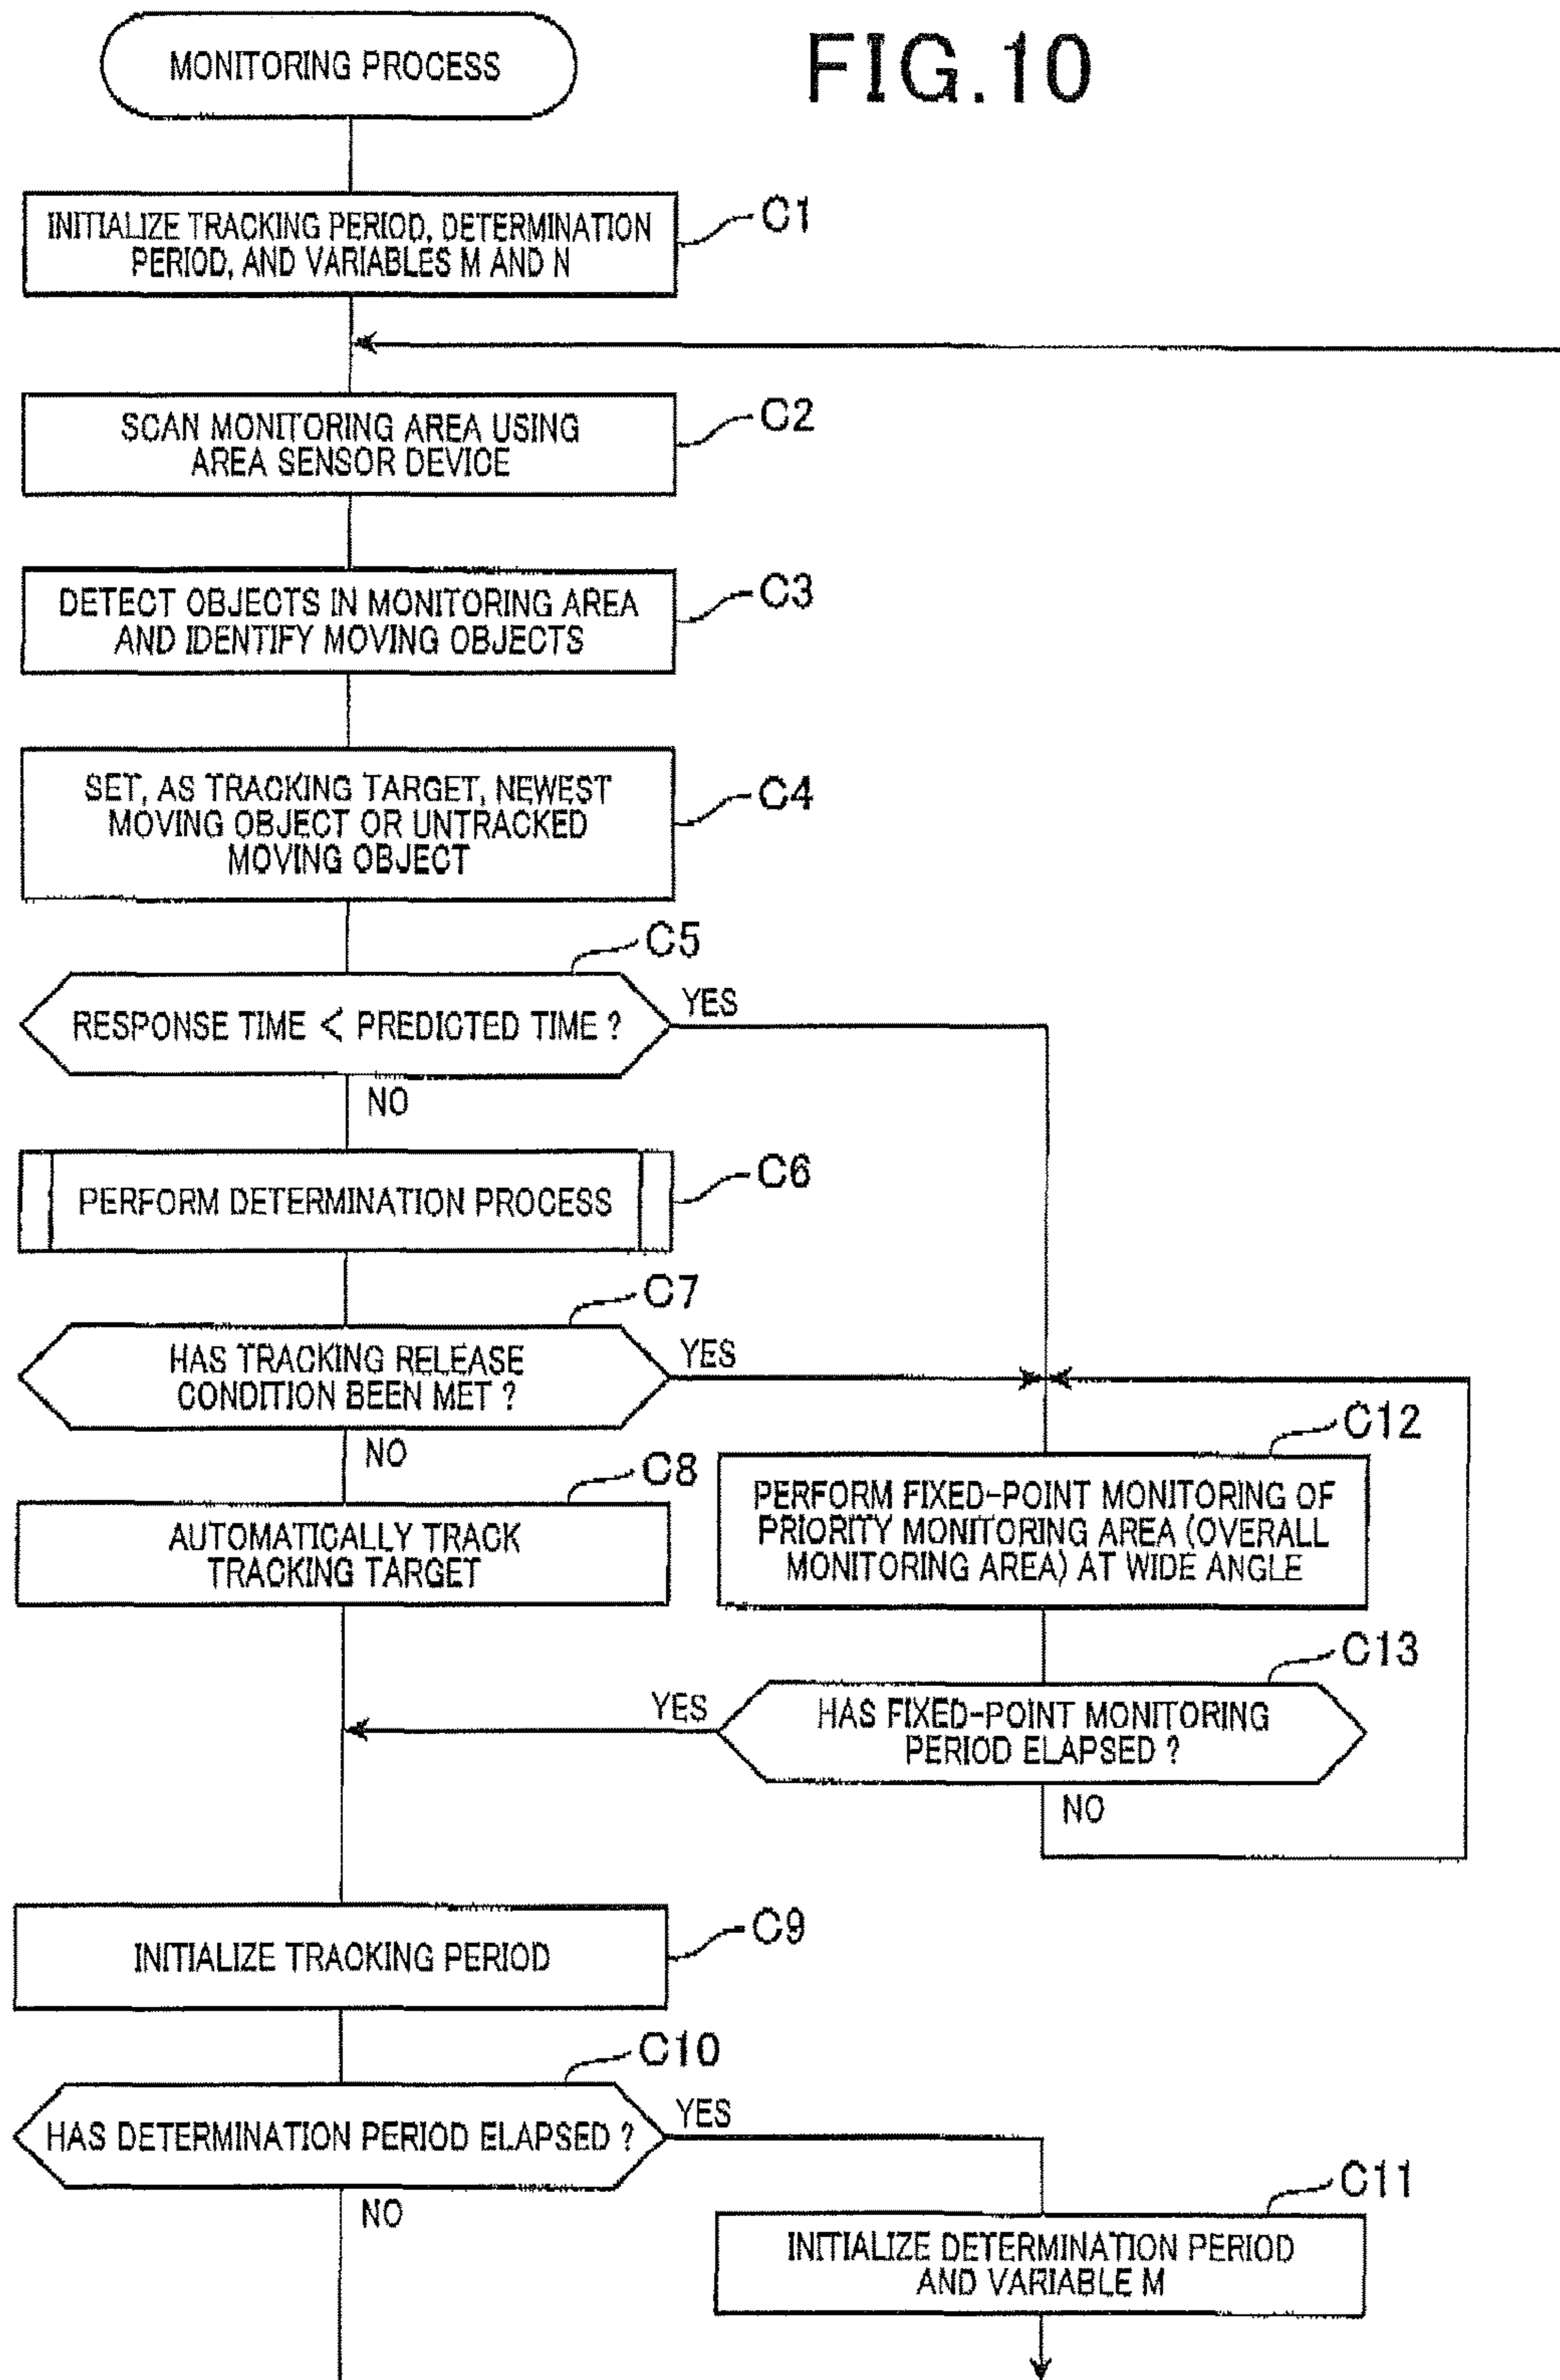 FIG.10
MONITORING PROCESS
C1
INITIALIZE TRACKING PERIOD, DETERMINATION
PERIOD, AND VARIABLES M AND N
C2
SCAN MONITORING AREA USING
AREA SENSOR DEVICE
C3
DETECT OBJECTS IN MONITORING AREA
AND IDENTIFY MOVING OBJECTS
C4
SET, AS TRACKING TARGET, NEWEST
MOVING OBJECT OR UNTRACKED
MOVING OBJECT
C5
RESPONSE TIME < PREDICTED TIME ?
YES
NO
C6
PERFORM DETERMINATION PROCESS
C7
HAS TRACKING RELEASE
CONDITION BEEN MET ?
YES
NO
C8
AUTOMATICALLY TRACK
TRACKING TARGET
C12
PERFORM FIXED-POINT MONITORING OF
PRIORITY MONITORING AREA (OVERALL
MONITORING AREA) AT WIDE ANGLE
C13
HAS FIXED-POINT MONITORING
PERIOD ELAPSED ?
YES
NO
C9
INITIALIZE TRACKING PERIOD
C10
HAS DETERMINATION PERIOD ELAPSED ?
YES
NO
C11
INITIALIZE DETERMINATION PERIOD
AND VARIABLE M